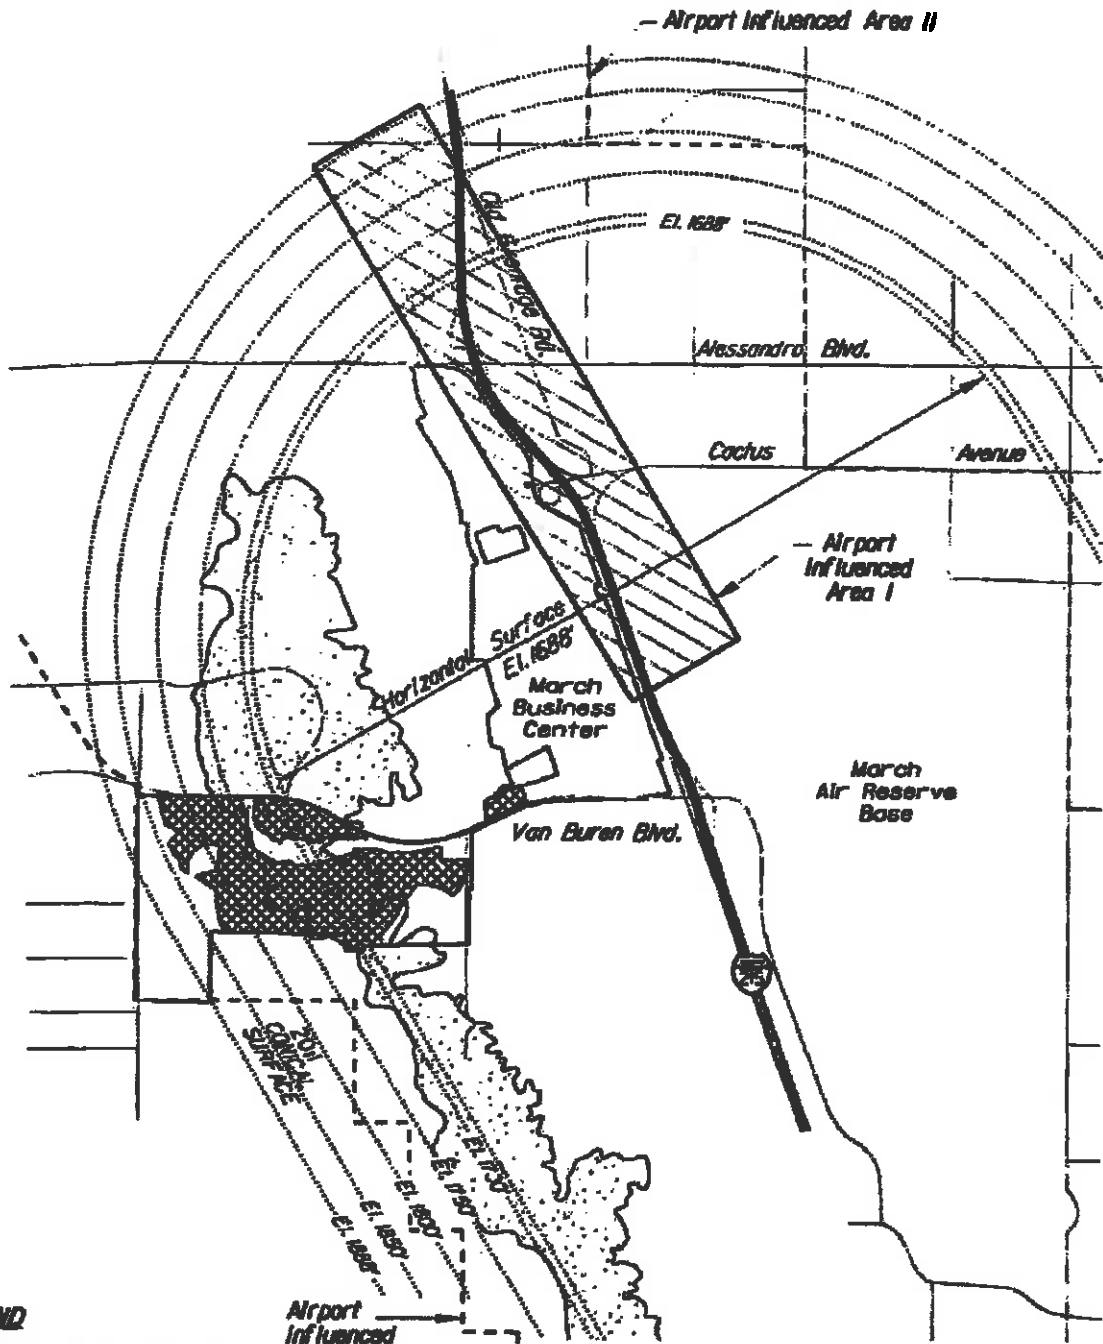 Airport Influenced Area II
El. 1688'
Old
Blvd.
Alessandro Blvd.
Cactus Avenue
Airport
Influenced
Area I
Horizontal Surface
El. 1688'
March
Business
Center
March
Air Reserve
Base
Van Buren Blvd.
20:1
CONICAL
SURFACE
El. 1730'
El. 1750'
El. 1800'
El. 1850'
El. 1888'
Airport
Influenced